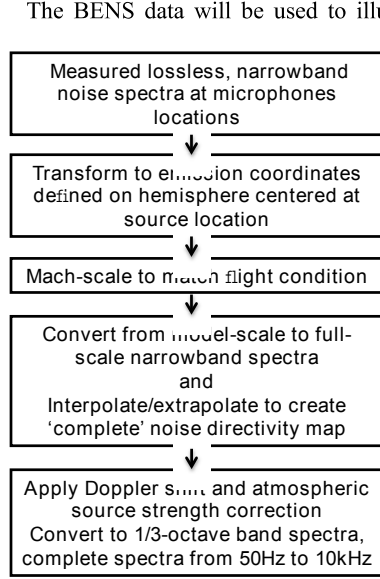 The BENS data will be used to
Measured lossless, narrowband
noise spectra at microphones
locations
Transform to emission coordinates
defined on hemisphere centered at
source location
Mach-scale to match flight condition
Convert from model-scale to full-
scale narrowband spectra
and
Interpolate/extrapolate to create
‘complete’ noise directivity map
Apply Doppler shift and atmospheric
source strength correction
Convert to 1/3-octave band spectra,
complete spectra from 50Hz to 10kHz